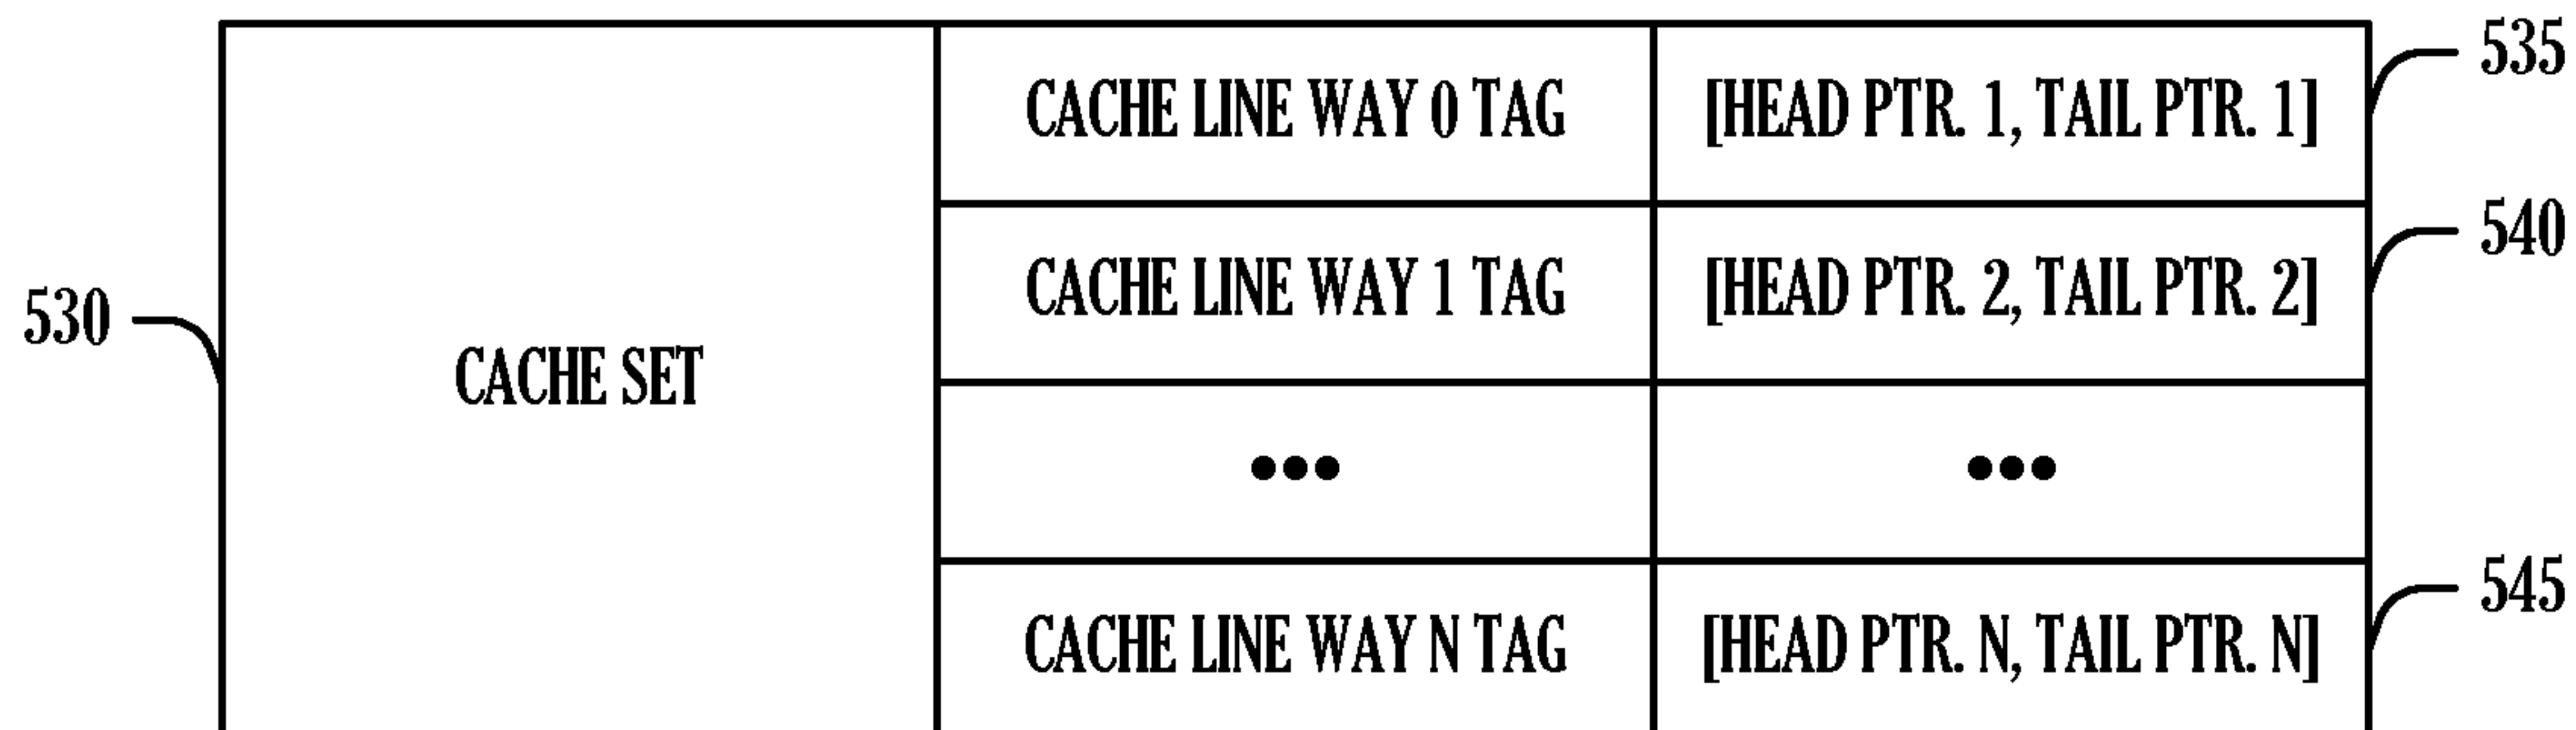 CACHE LINE WAY 0 TAG [HEAD PTR. 1, TAIL PTR. 1] 535
CACHE LINE WAY 1 TAG [HEAD PTR. 2, TAIL PTR. 2] 540
530
CACHE SET
••• •••
CACHE LINE WAY N TAG [HEAD PTR. N, TAIL PTR. N] 545